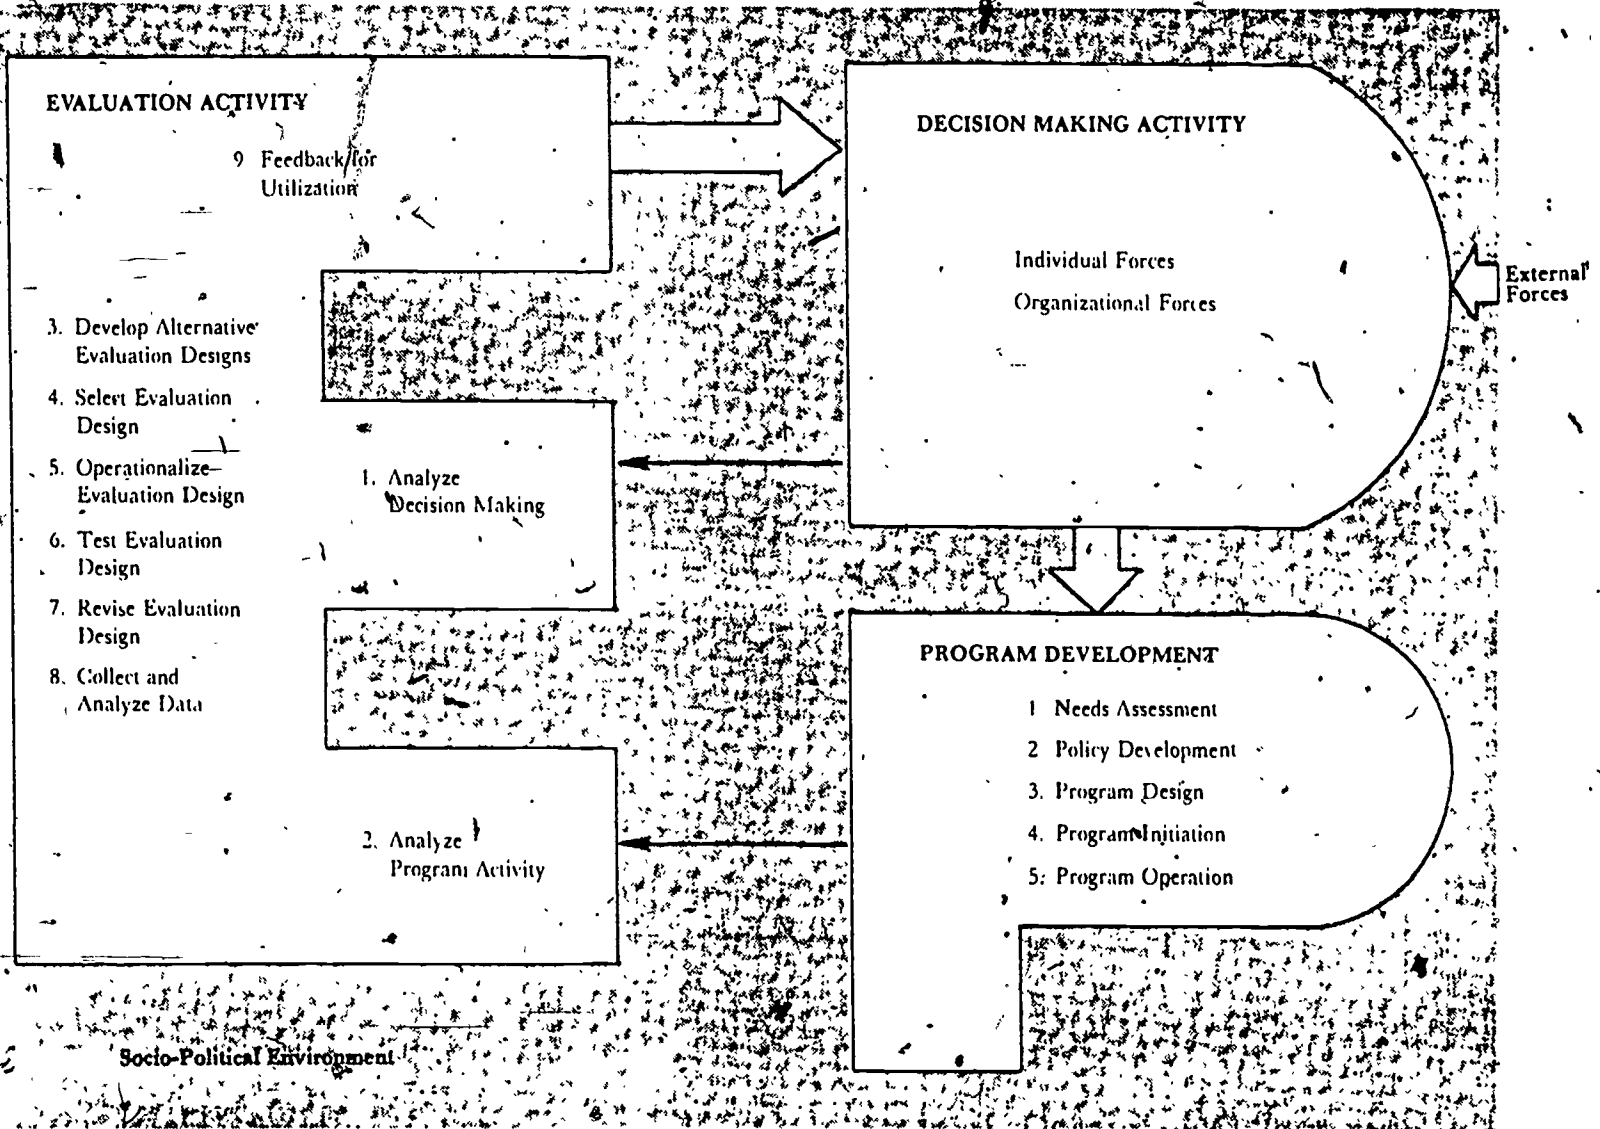 EVALUATION ACTIVITY
9 Feedback for
Utilization
3. Develop Alternative
Evaluation Designs
4. Select Evaluation
Design
5. Operationalize
Evaluation Design
6. Test Evaluation
Design
7. Revise Evaluation
Design
8. Collect and
Analyze Data
1. Analyze
Decision Making
2. Analyze
Program Activity
DECISION MAKING ACTIVITY
Individual Forces
Organizational Forces
External
Forces
PROGRAM DEVELOPMENT
1 Needs Assessment
2 Policy Development
3. Program Design
4. Program Initiation
5. Program Operation
Socio-Political Environment